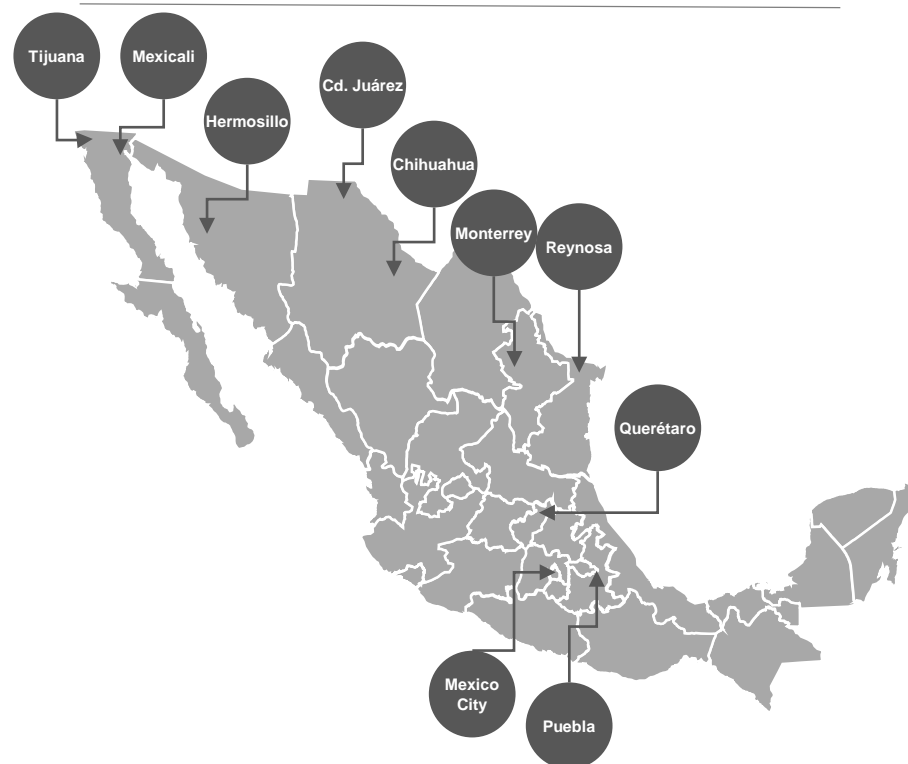 Tijuana
Mexicali
Cd. Juárez
Hermosillo
Chihuahua
Monterrey
Reynosa
Querétaro
Mexico
City
Puebla